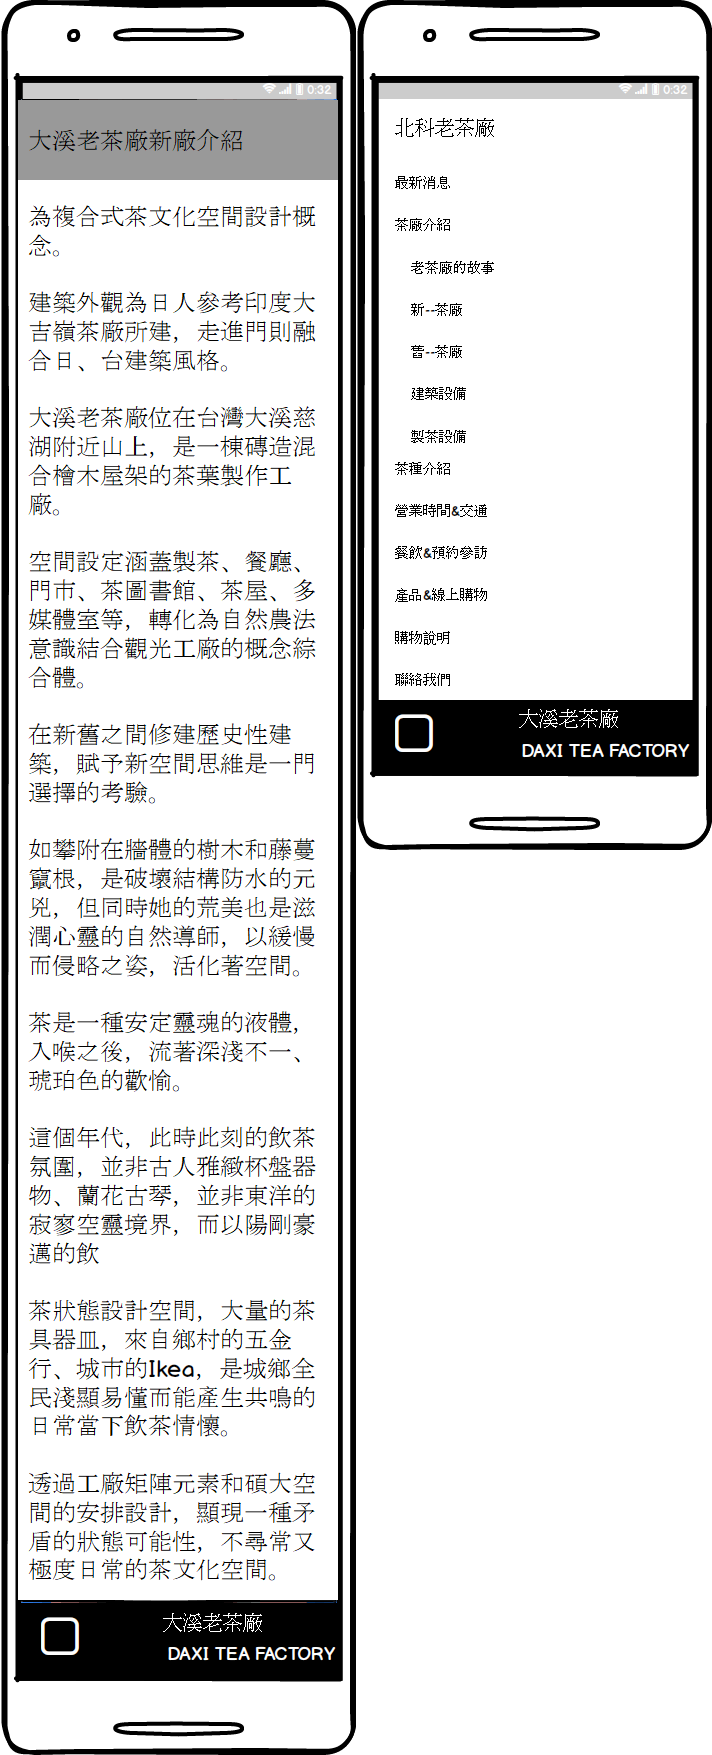 0:32
大溪老茶廠新廠介紹
為複合式茶文化空間設計概
念。
建築外觀為日人參考印度大
吉嶺茶廠所建，走進門則融
合日、台建築風格。
大溪老茶廠位在台灣大溪慈
湖附近山上，是一棟磚造混
合檜木屋架的茶葉製作工
廠。
空間設定涵蓋製茶、餐廳、
門市、茶圖書館、茶屋、多
媒體室等，轉化為自然農法
意識結合觀光工廠的概念綜
合體。
在新舊之間修建歷史性建
築，賦予新空間思維是一門
選擇的考驗。
如攀附在牆體的樹木和藤蔓
竄根，是破壞結構防水的元
兇，但同時她的荒美也是滋
潤心靈的自然導師，以緩慢
而侵略之姿，活化著空間。
茶是一種安定靈魂的液體，
入喉之後，流著深淺不一、
琥珀色的歡愉。
這個年代，此時此刻的飲茶
氛圍，並非古人雅緻杯盤器
物、蘭花古琴，並非東洋的
寂寥空靈境界，而以陽剛豪
邁的飲
茶狀態設計空間，大量的茶
具器皿，來自鄉村的五金
行、城市的Ikea，是城鄉全
民淺顯易懂而能產生共鳴的
日常當下飲茶情懷。
透過工廠矩陣元素和碩大空
間的安排設計，顯現一種矛
盾的狀態可能性，不尋常又
極度日常的茶文化空間。
大溪老茶廠
DAXI TEA FACTORY
0:32
北科老茶廠
最新消息
茶廠介紹
老茶廠的故事
新--茶廠
舊--茶廠
建築設備
製茶設備
茶種介紹
營業時間&交通
餐飲&預約參訪
產品&線上購物
購物說明
聯絡我們
大溪老茶廠
DAXI TEA FACTORY